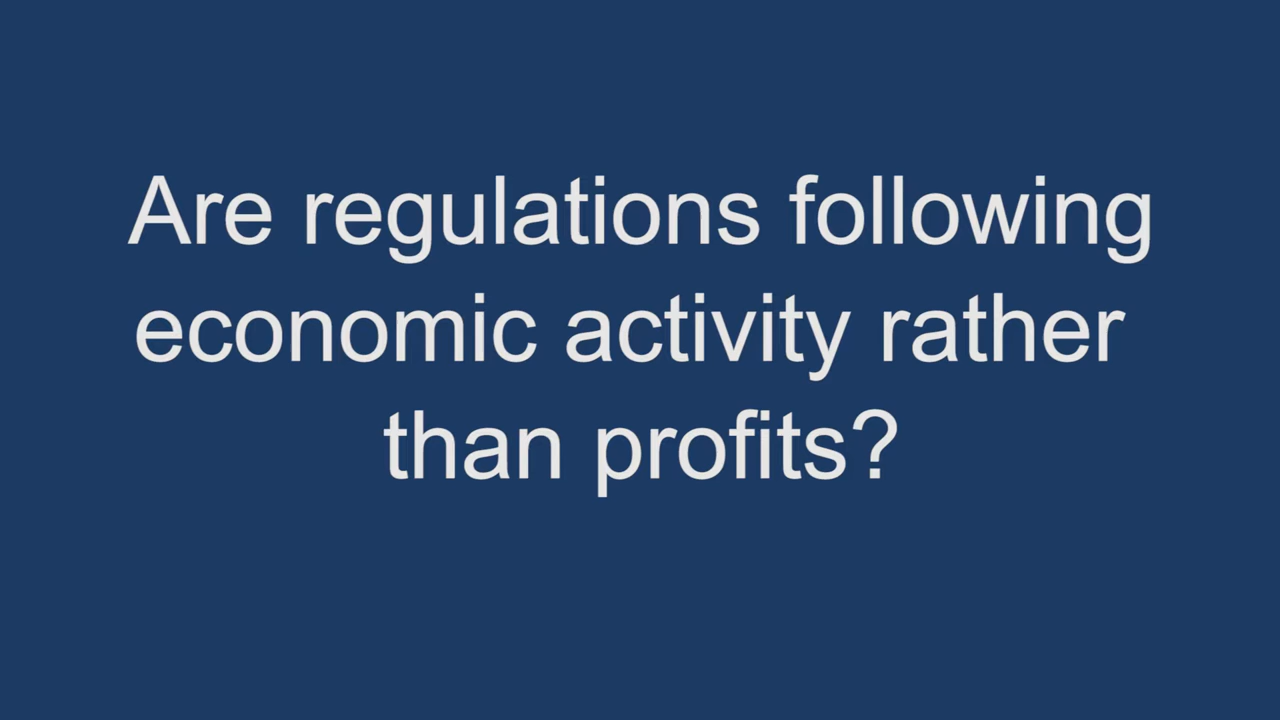 Are regulations following
economic activity rather
than profits?